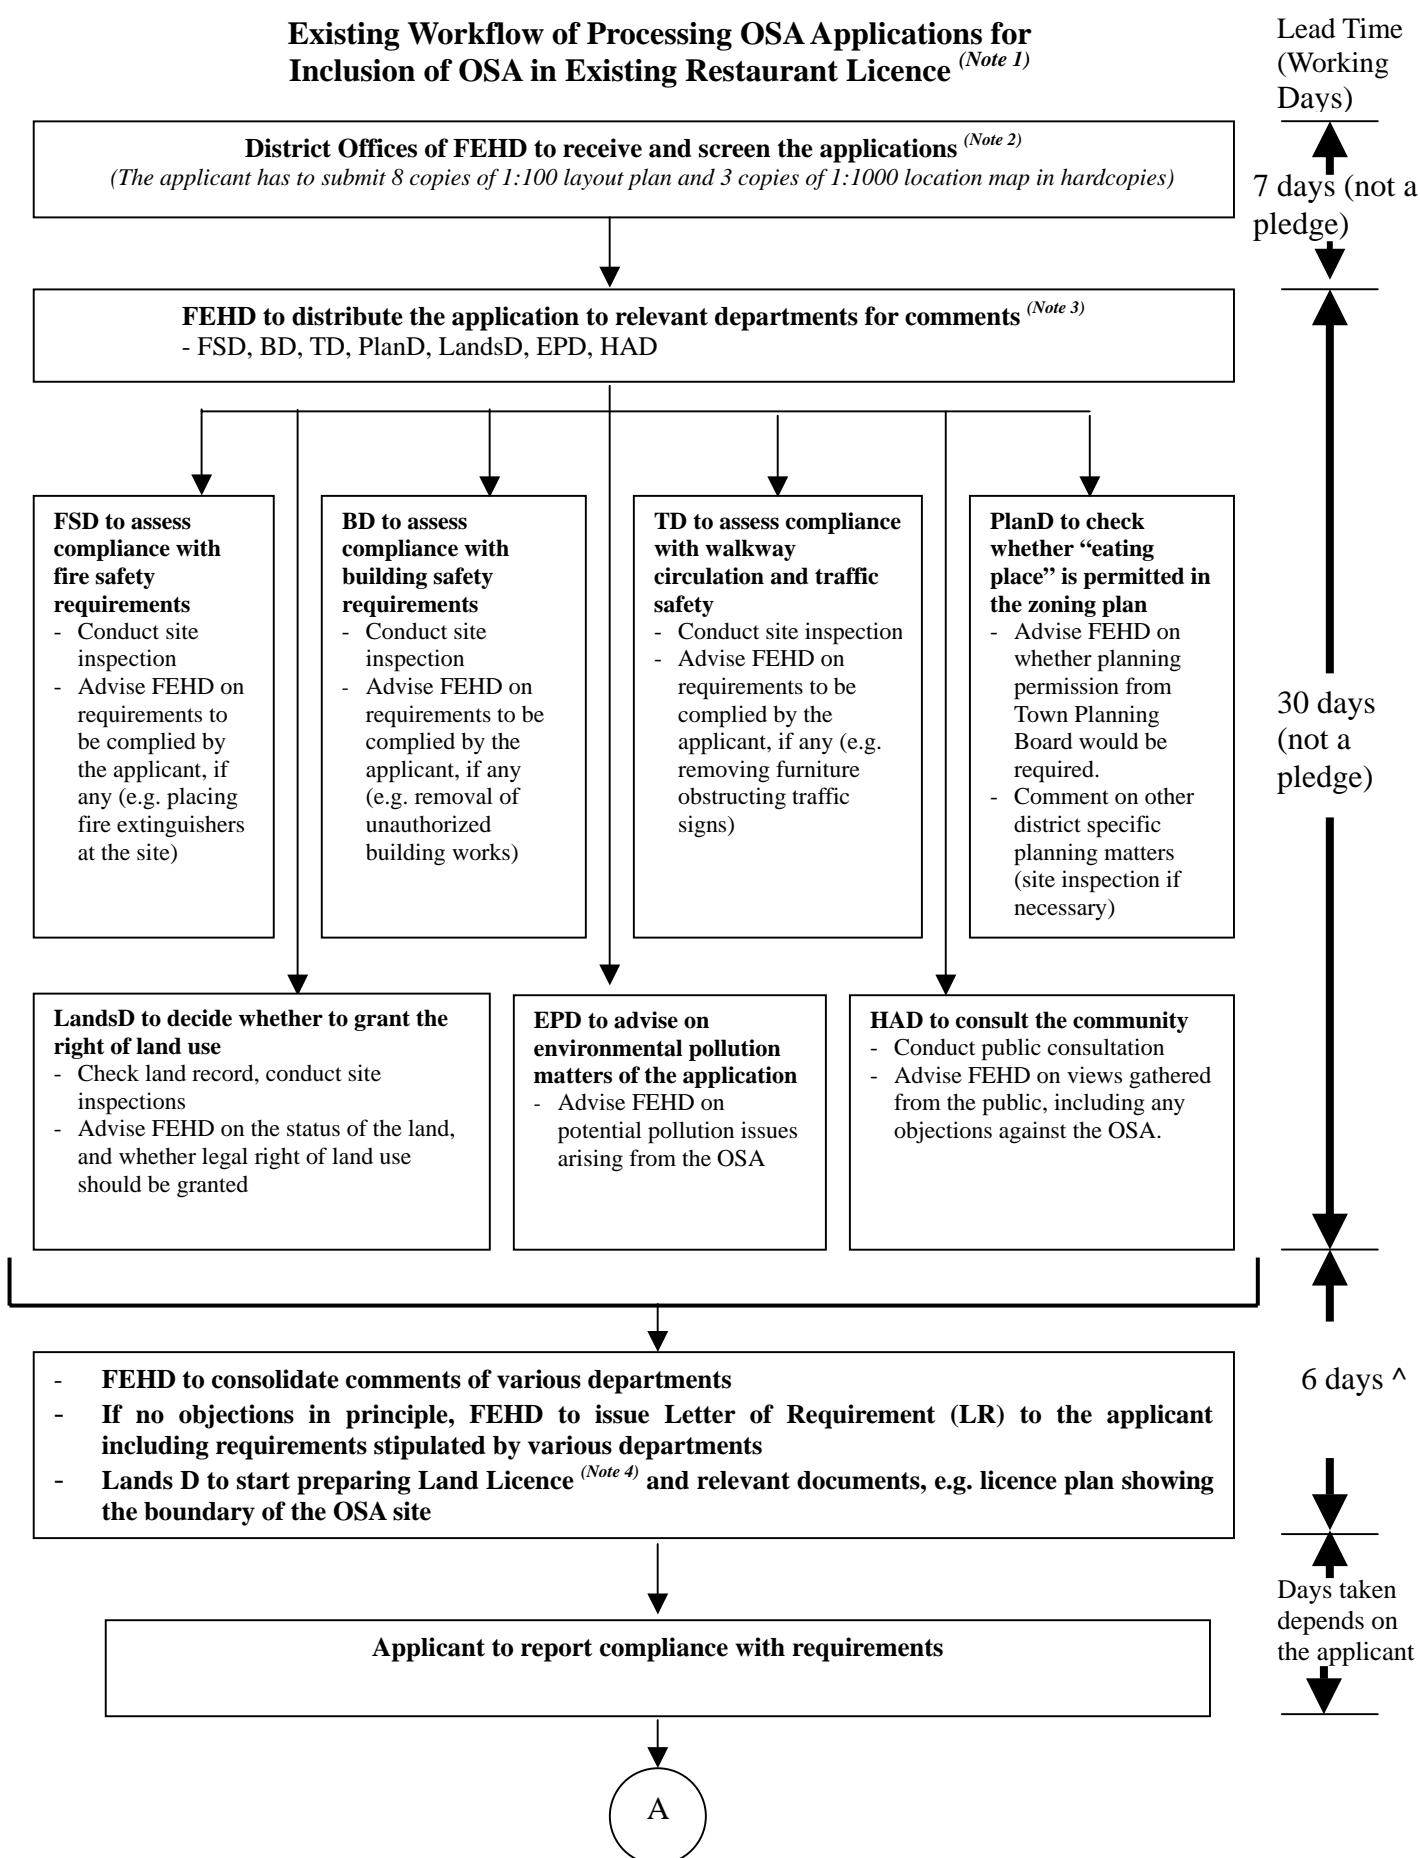 Existing Workflow of Processing OSA Applications for
Inclusion of OSA in Existing Restaurant Licence (Note 1)
Lead Time
(Working
Days)
District Offices of FEHD to receive and screen the applications (Note 2)
(The applicant has to submit 8 copies of 1:100 layout plan and 3 copies of 1:1000 location map in hardcopies)
7 days (not a
pledge)
FEHD to distribute the application to relevant departments for comments (Note 3)
- FSD, BD, TD, PlanD, LandsD, EPD, HAD
FSD to assess
compliance with
fire safety
requirements
- Conduct site
inspection
- Advise FEHD on
requirements to
be complied by
the applicant, if
any (e.g. placing
fire extinguishers
at the site)
BD to assess
compliance with
building safety
requirements
- Conduct site
inspection
- Advise FEHD on
requirements to be
complied by the
applicant, if any
(e.g. removal of
unauthorized
building works)
TD to assess compliance
with walkway
circulation and traffic
safety
- Conduct site inspection
- Advise FEHD on
requirements to be
complied by the
applicant, if any (e.g.
removing furniture
obstructing traffic
signs)
PlanD to check
whether “eating
place” is permitted in
the zoning plan
- Advise FEHD on
whether planning
permission from
Town Planning
Board would be
required.
- Comment on other
district specific
planning matters
(site inspection if
necessary)
30 days
(not a
pledge)
LandsD to decide whether to grant the
right of land use
- Check land record, conduct site
inspections
- Advise FEHD on the status of the land,
and whether legal right of land use
should be granted
EPD to advise on
environmental pollution
matters of the application
- Advise FEHD on
potential pollution issues
arising from the OSA
HAD to consult the community
- Conduct public consultation
- Advise FEHD on views gathered
from the public, including any
objections against the OSA.
- FEHD to consolidate comments of various departments
- If no objections in principle, FEHD to issue Letter of Requirement (LR) to the applicant
including requirements stipulated by various departments
- Lands D to start preparing Land Licence (Note 4) and relevant documents, e.g. licence plan showing
the boundary of the OSA site
6 days ^
Applicant to report compliance with requirements
Days taken
depends on
the applicant
A